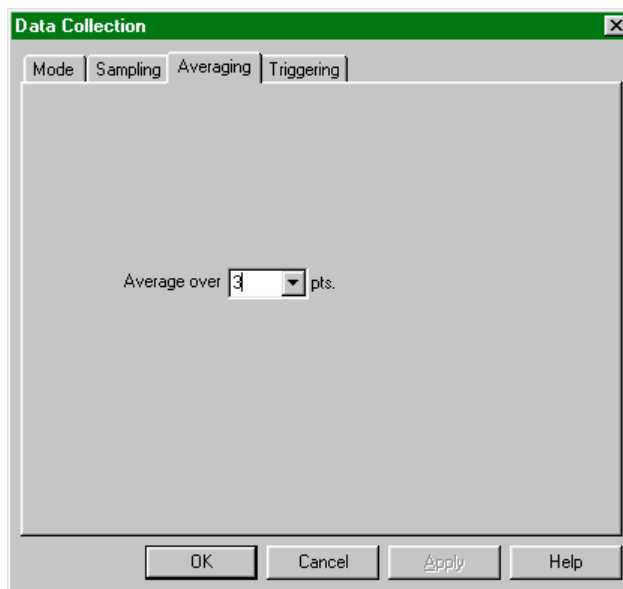 Data Collection
Mode Sampling Averaging Triggering
Average over 3 pts.
OK Cancel Apply Help